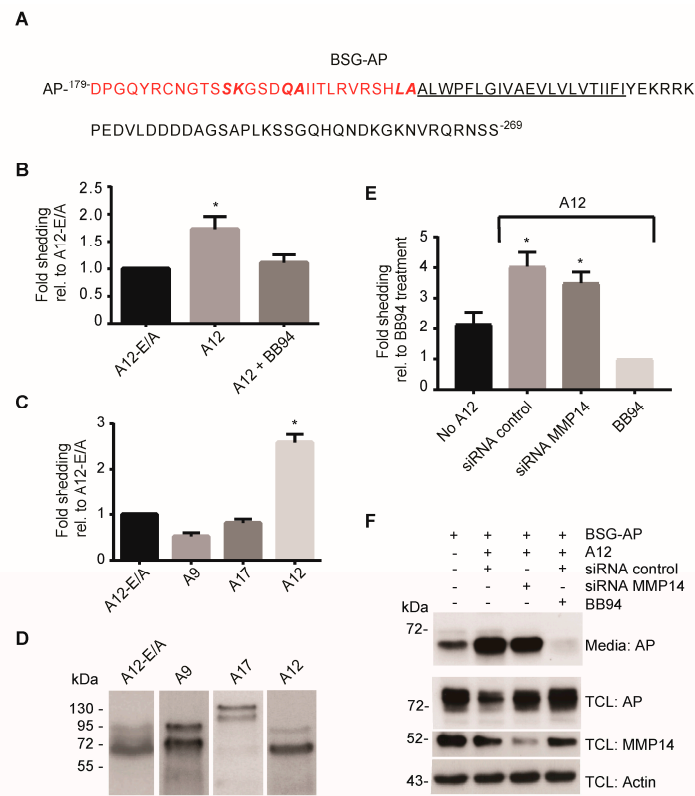 A
BSG-AP
AP-179-DPGQYRCNGTSSKGSDQAIITLRVRSHLAALWPFLGIVAEVLVLVTIIFIYEKRRK
PEDVLDDDDAGSAPLKSSGQHQNDKGKNVRQRNSS-269
B
Fold shedding
rel. to A12-E/A
2.5
2.0
1.5
1.0
0.5
0
*
A12-E/A
A12
A12 + BB94
C
Fold shedding
rel. to A12-E/A
3
2
1
0
*
A12-E/A
A9
A17
A12
D
kDa
A12-E/A
A9
A17
A12
130 -
95 -
72 -
55 -
E
A12
Fold shedding
rel. to BB94 treatment
5
4
3
2
1
0
*
*
No A12
siRNA control
siRNA MMP14
BB94
F
+ + + + BSG-AP
- + + + A12
- + - + siRNA control
- - + - siRNA MMP14
- - - + BB94
kDa
72-
Media: AP
72-
TCL: AP
52-
TCL: MMP14
43-
TCL: Actin